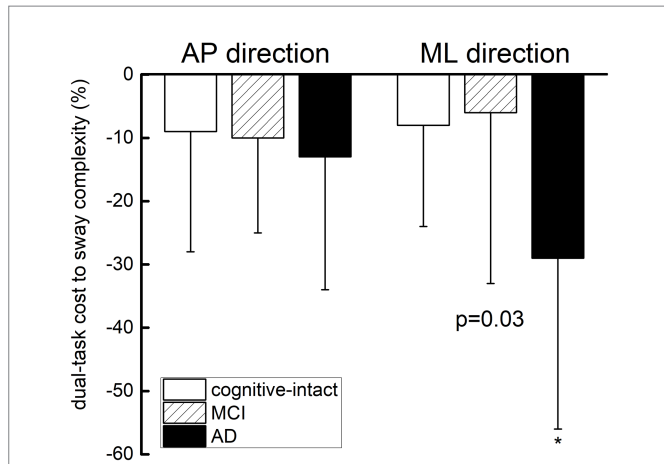 AP direction ML direction
dual-task cost to sway complexity (%)
0
-10
-20
-30
-40
-50
-60
p=0.03
cognitive-intact
MCI
AD
*